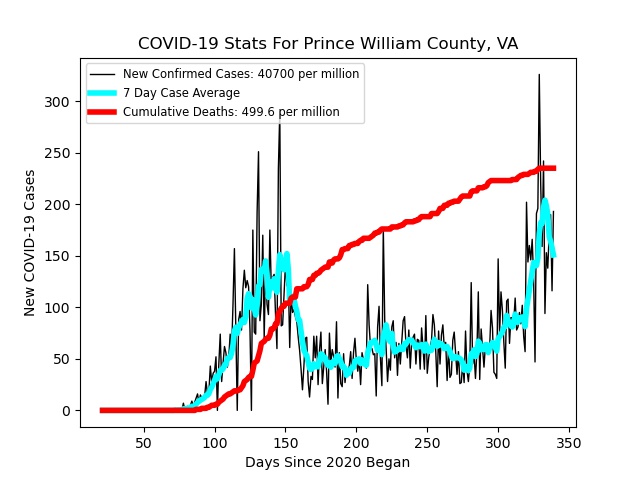 COVID-19 Stats For Prince William County, VA
New Confirmed Cases: 40700 per million
7 Day Case Average
Cumulative Deaths: 499.6 per million
300
250
200
150
100
50
0
New COVID-19 Cases
50 100 150 200 250 300 350
Days Since 2020 Began